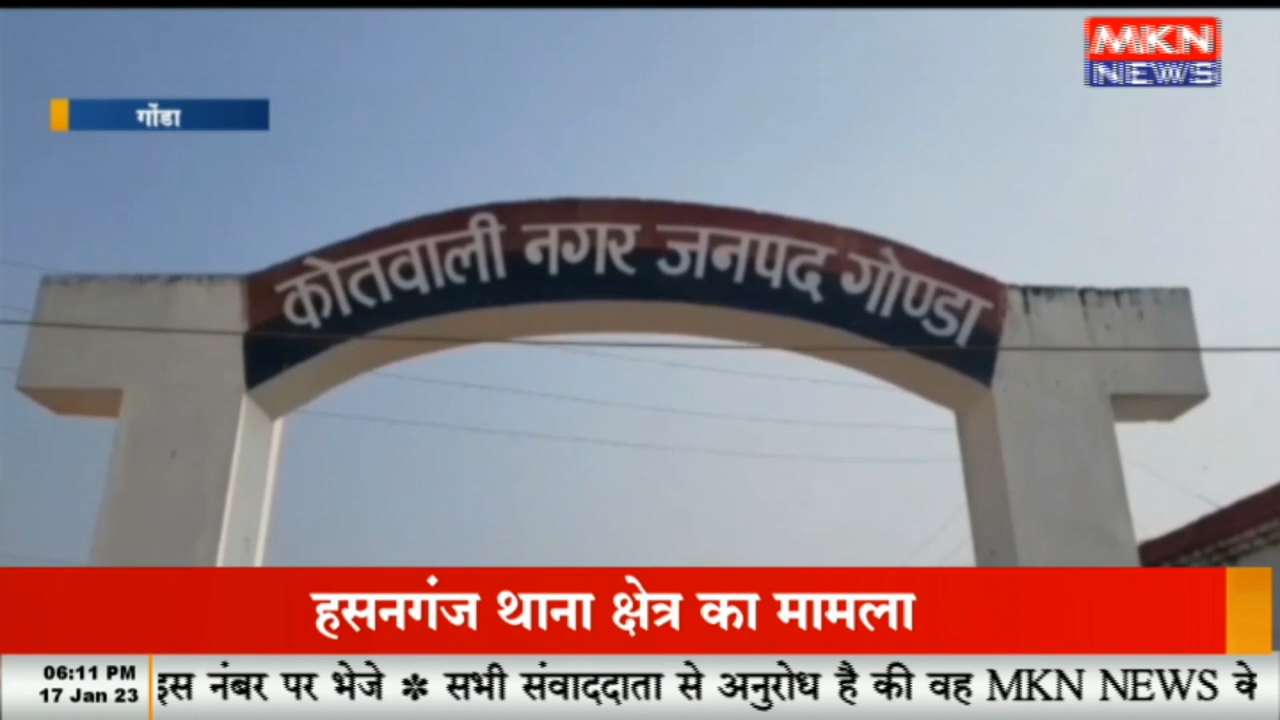 MKN
NEWS
गोंडा
कोतवाली नगर जनपद गोण्डा
हसनगंज थाना क्षेत्र का मामला
06:11 PM
17 Jan 23
इस नंबर पर भेजे * सभी संवाददाता से अनुरोध है की वह MKN NEWS के